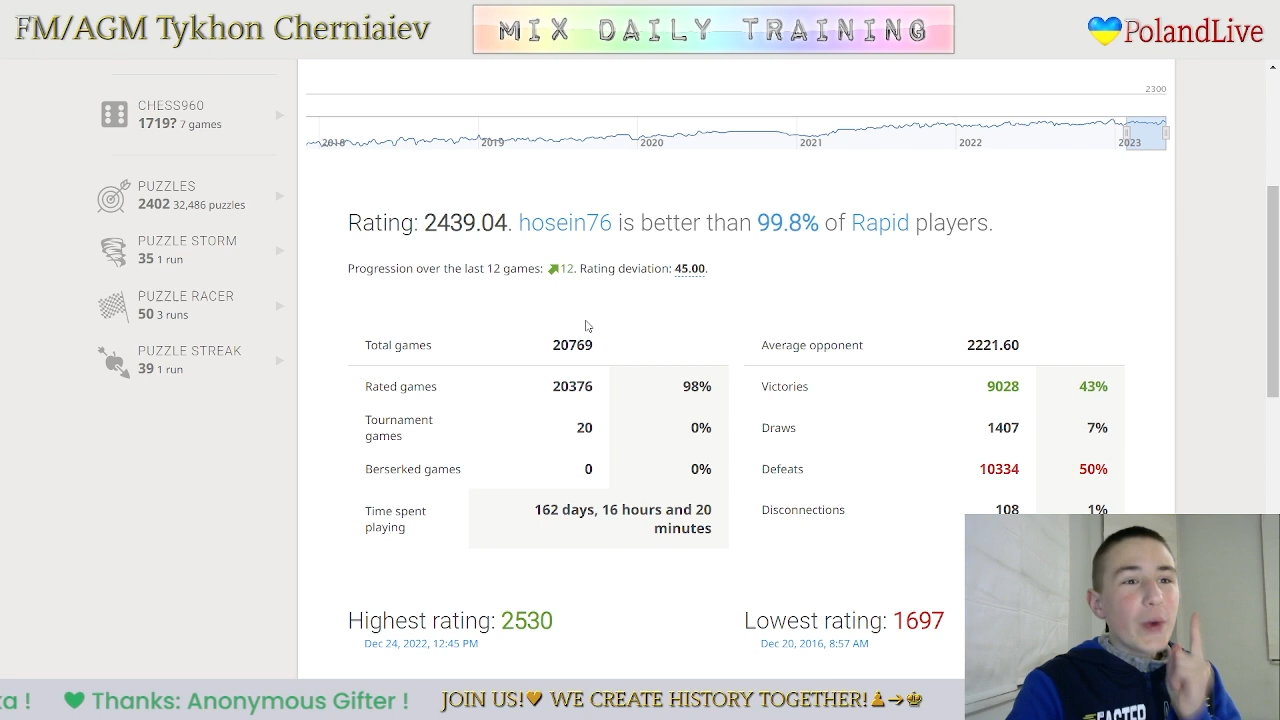 FM/AGM Tykhon Cherniaiev
MIX DAILY TRAINING
PolandLive
CHESS960
1719? 7 games
PUZZLES
2402 32,486 puzzles
PUZZLE STORM
35 1 run
PUZZLE RACER
50 3 runs
PUZZLE STREAK
39 1 run
2300
2018 2019 2020 2021 2022 2023
Rating: 2439.04. hosein76 is better than 99.8% of Rapid players.
Progression over the last 12 games: 12. Rating deviation: 45.00.
Total games 20769
Rated games 20376 98%
Tournament games 20 0%
Berserked games 0 0%
Time spent playing 162 days, 16 hours and 20 minutes
Average opponent 2221.60
Victories 9028 43%
Draws 1407 7%
Defeats 10334 50%
Disconnections 108 1%
Highest rating: 2530
Dec 24, 2022, 12:45 PM
Lowest rating: 1697
Dec 20, 2016, 8:57 AM
FASTER
ka ! 💚 Thanks: Anonymous Gifter !
JOIN US!🧡 WE CREATE HISTORY TOGETHER!♟→♚